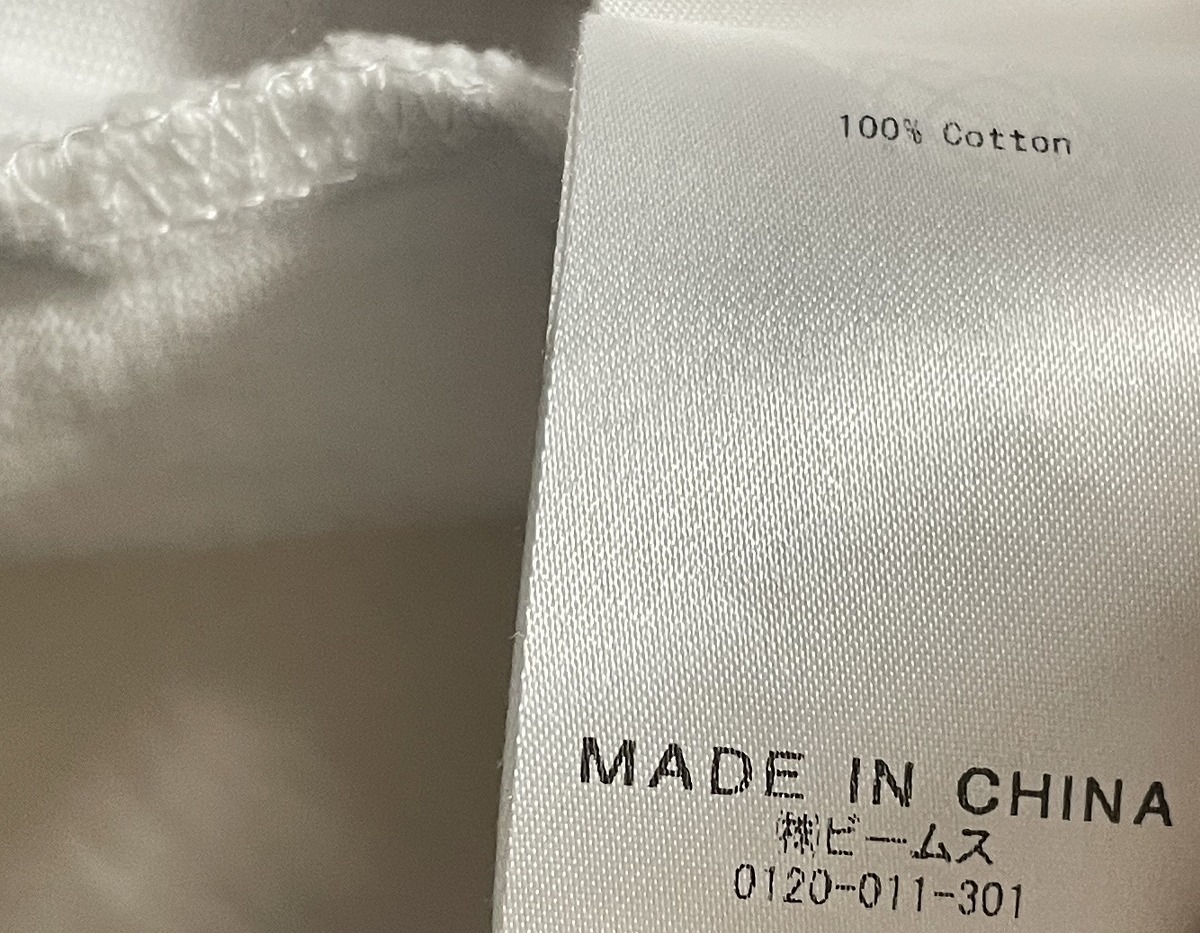 100% Cotton
MADE IN CHINA
㈱ビームス
0120-011-301